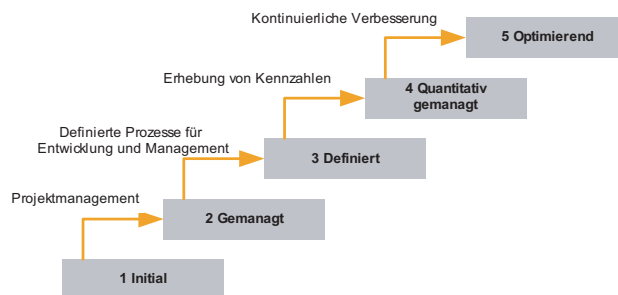 Kontinuierliche Verbesserung
5 Optimierend
Erhebung von Kennzahlen
4 Quantitativ
gemanagt
Definierte Prozesse für
Entwicklung und Management
3 Definiert
Projektmanagement
2 Gemanagt
1 Initial